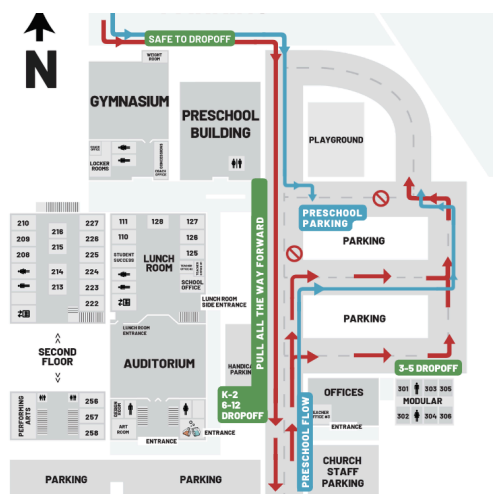 N
SAFE TO DROPOFF
WEIGHT
ROOM
GYMNASIUM
PRESCHOOL
BUILDING
LOCKER
ROOMS
CONCESSIONS
COACH
OFFICE
PLAYGROUND
PRESCHOOL
PARKING
PARKING
PARKING
PULL ALL THE WAY FORWARD
210
209
208
216
215
214
213
227
226
225
224
223
222
111
110
STUDENT
SUCCESS
128
LUNCH
ROOM
127
126
125
SCHOOL
OFFICE
LUNCH ROOM
SIDE ENTRANCE
LUNCH ROOM
ENTRANCE
SECOND
FLOOR
AUDITORIUM
HANDICAP
PARKING
K-2
6-12
DROPOFF
3-5 DROPOFF
301
303
305
MODULAR
302
304
306
PERFORMING
ARTS
256
257
258
ART
ROOM
ENTRANCE
ENTRANCE
PRESCHOOL FLOW
OFFICES
ENTRANCE
CHURCH
STAFF
PARKING
PARKING
PARKING